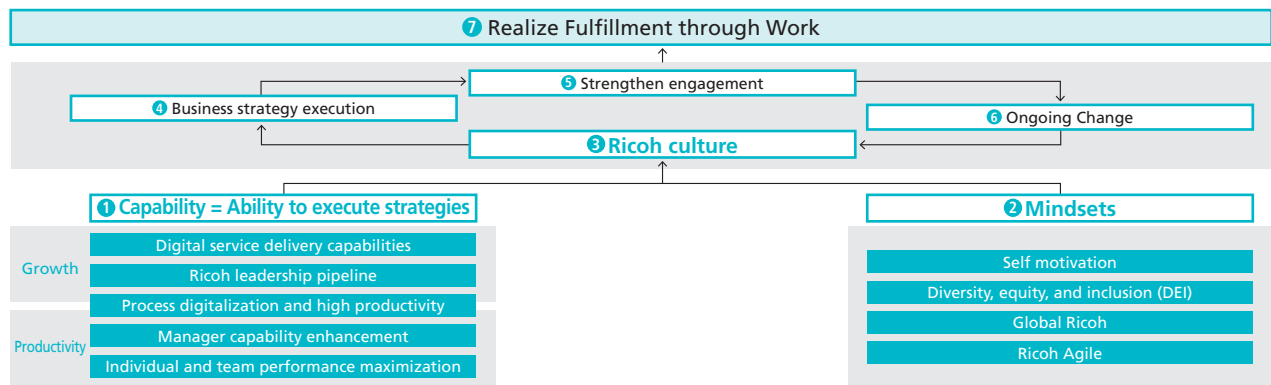 ❼ Realize Fulfillment through Work
❺ Strengthen engagement
❹ Business strategy execution
❻ Ongoing Change
❸ Ricoh culture
❶ Capability = Ability to execute strategies
Growth
Digital service delivery capabilities
Ricoh leadership pipeline
Process digitalization and high productivity
Productivity
Manager capability enhancement
Individual and team performance maximization
❷ Mindsets
Self motivation
Diversity, equity, and inclusion (DEI)
Global Ricoh
Ricoh Agile